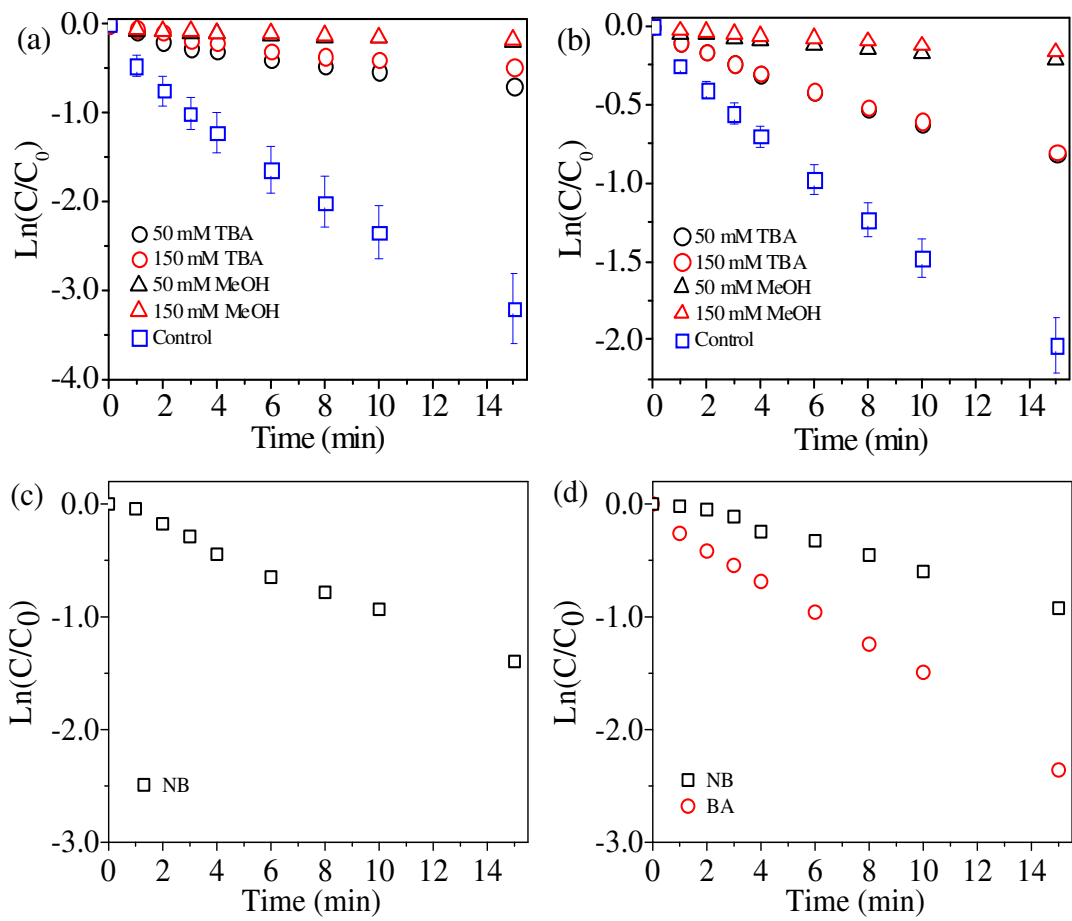 (a)
Ln(C/C0)
0.0
-1.0
-2.0
-3.0
-4.0
50 mM TBA
150 mM TBA
50 mM MeOH
150 mM MeOH
Control
0 2 4 6 8 10 12 14
Time (min)
(b)
Ln(C/C0)
0.0
-0.5
-1.0
-1.5
-2.0
50 mM TBA
150 mM TBA
50 mM MeOH
150 mM MeOH
Control
0 2 4 6 8 10 12 14
Time (min)
(c)
Ln(C/C0)
0.0
-1.0
-2.0
-3.0
NB
0 2 4 6 8 10 12 14
Time (min)
(d)
Ln(C/C0)
0.0
-1.0
-2.0
-3.0
NB
BA
0 2 4 6 8 10 12 14
Time (min)